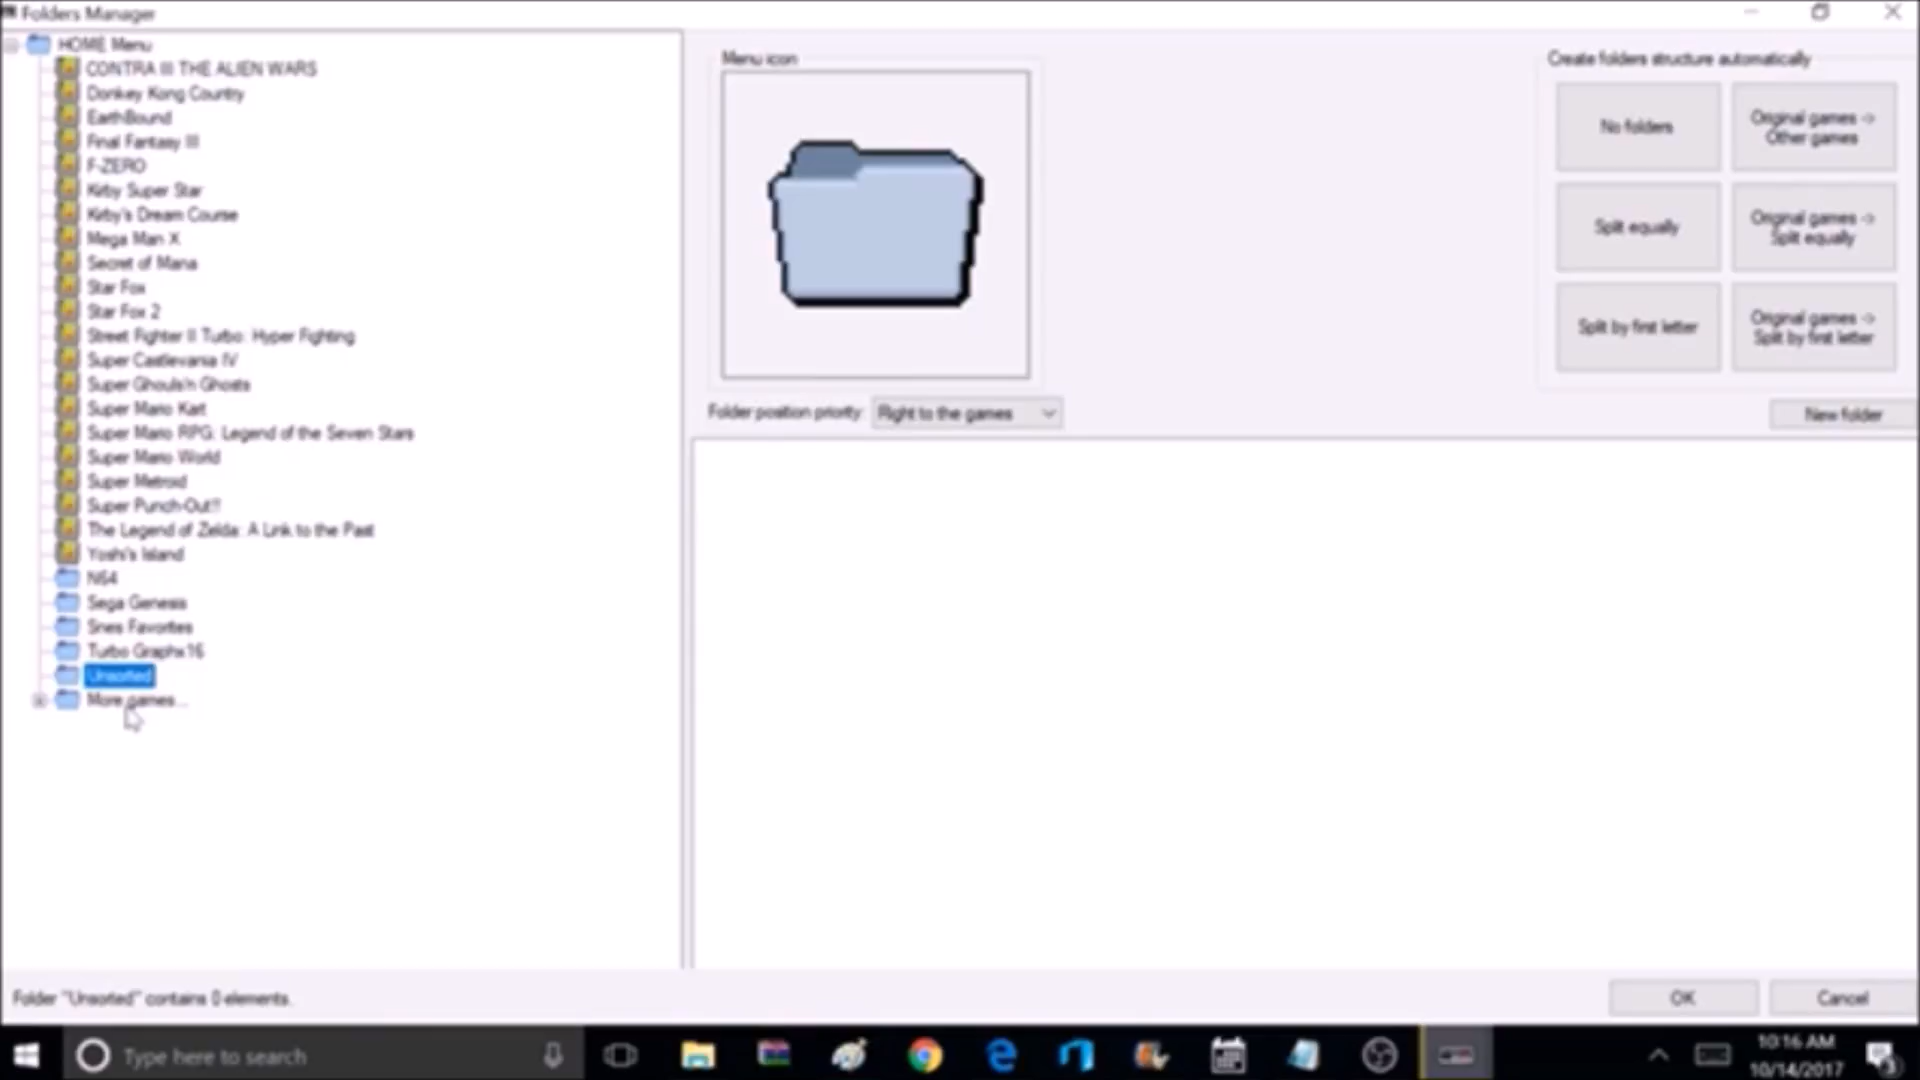 Folders Manager
HOME Menu
CONTRA III THE ALIEN WARS
Donkey Kong Country
EarthBound
Final Fantasy III
F-ZERO
Kirby Super Star
Kirby's Dream Course
Mega Man X
Secret of Mana
Star Fox
Star Fox 2
Street Fighter II Turbo: Hyper Fighting
Super Castlevania IV
Super Ghouls'n Ghosts
Super Mario Kart
Super Mario RPG: Legend of the Seven Stars
Super Mario World
Super Metroid
Super Punch-Out!!
The Legend of Zelda: A Link to the Past
Yoshi's Island
N64
Sega Genesis
Snes Favorites
Turbo Graphx16
Unsorted
More games...
Menu icon
Folder position priority: Right to the games
Create folders structure automatically
No folders
Original games ->
Other games
Split equally
Original games ->
Split equally
Split by first letter
Original games ->
Split by first letter
New folder
Folder "Unsorted" contains 0 elements.
OK
Cancel
Type here to search
10:16 AM
10/14/2017